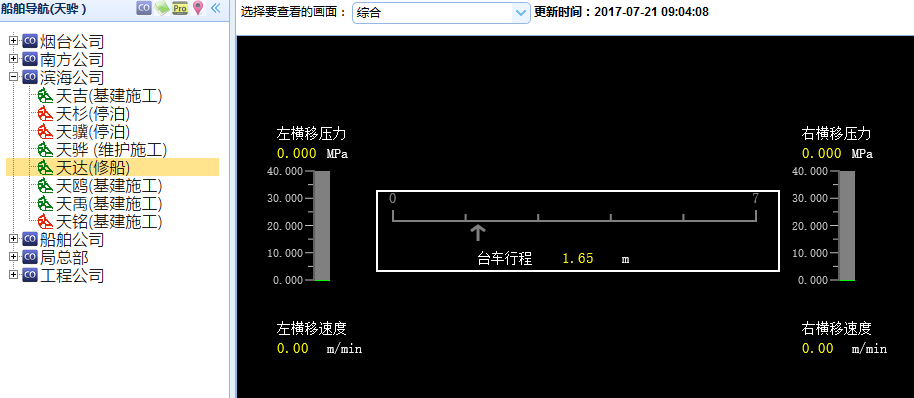 船舶导航(天骅 )
CO
Pro
选择要查看的画面：
综合
更新时间：2017-07-21 09:04:08
CO 烟台公司
CO 南方公司
CO 滨海公司
天吉(基建施工)
天杉(停泊)
天骥(停泊)
天骅 (维护施工)
天达(修船)
天鸥(基建施工)
天禹(基建施工)
天铭(基建施工)
CO 船舶公司
CO 局总部
CO 工程公司
左横移压力
0.000 MPa
40.000
30.000
20.000
10.000
0.000
0 7
台车行程 1.65 m
左横移速度
0.00 m/min
右横移压力
0.000 MPa
40.000
30.000
20.000
10.000
0.000
右横移速度
0.00 m/min